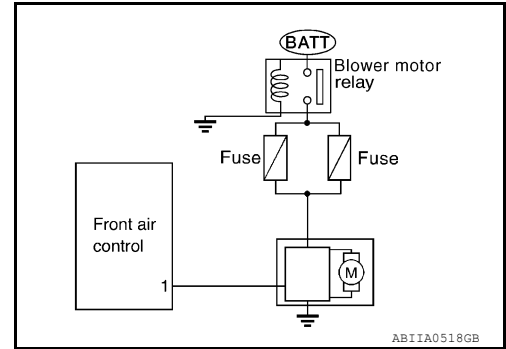 BATT
Blower motor
relay
Fuse
Fuse
Front air
control
1
M
ABIIA0518GB